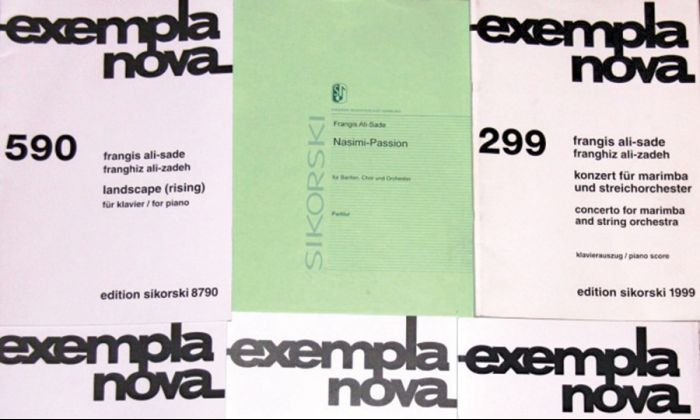 exempla
nova
590
frangis ali-sade
franghiz ali-zadeh
landscape (rising)
für klavier / for piano
edition sikorski 8790
SIKORSKI
Frangis Ali-Sade
Nasimi-Passion
für Bariton, Chor und Orchester
Partitur
exempla
nova
299
frangis ali-sade
franghiz ali-zadeh
konzert für marimba
und streichorchester
concerto for marimba
and string orchestra
klavierauszug / piano score
edition sikorski 1999
exempla
nova
exempla
nova
exempla
nova